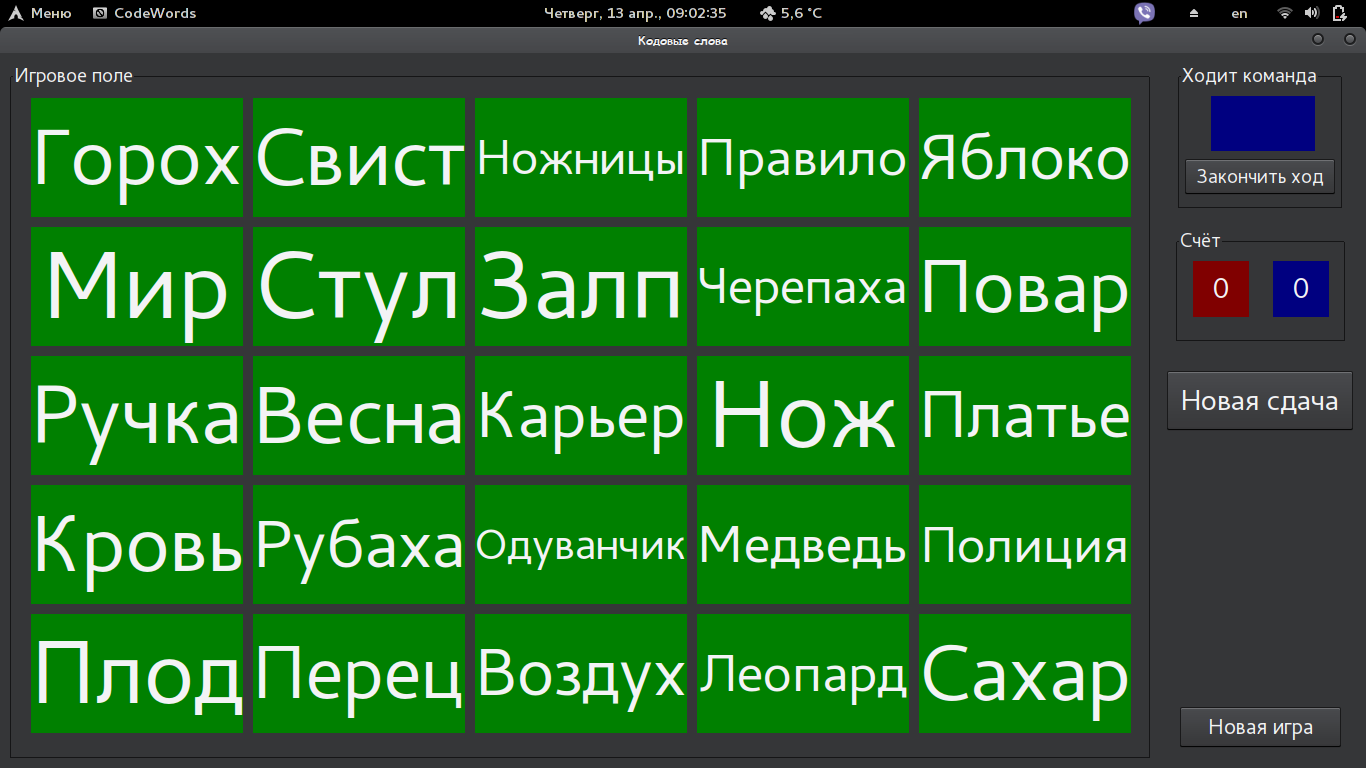 Меню CodeWords Четверг, 13 апр., 09:02:35 5,6 °C en
Кодовые слова
Игровое поле
Горох Свист Ножницы Правило Яблоко
Мир Стул Залп Черепаха Повар
Ручка Весна Карьер Нож Платье
Кровь Рубаха Одуванчик Медведь Полиция
Плод Перец Воздух Леопард Сахар
Ходит команда
Закончить ход
Счёт
0 0
Новая сдача
Новая игра